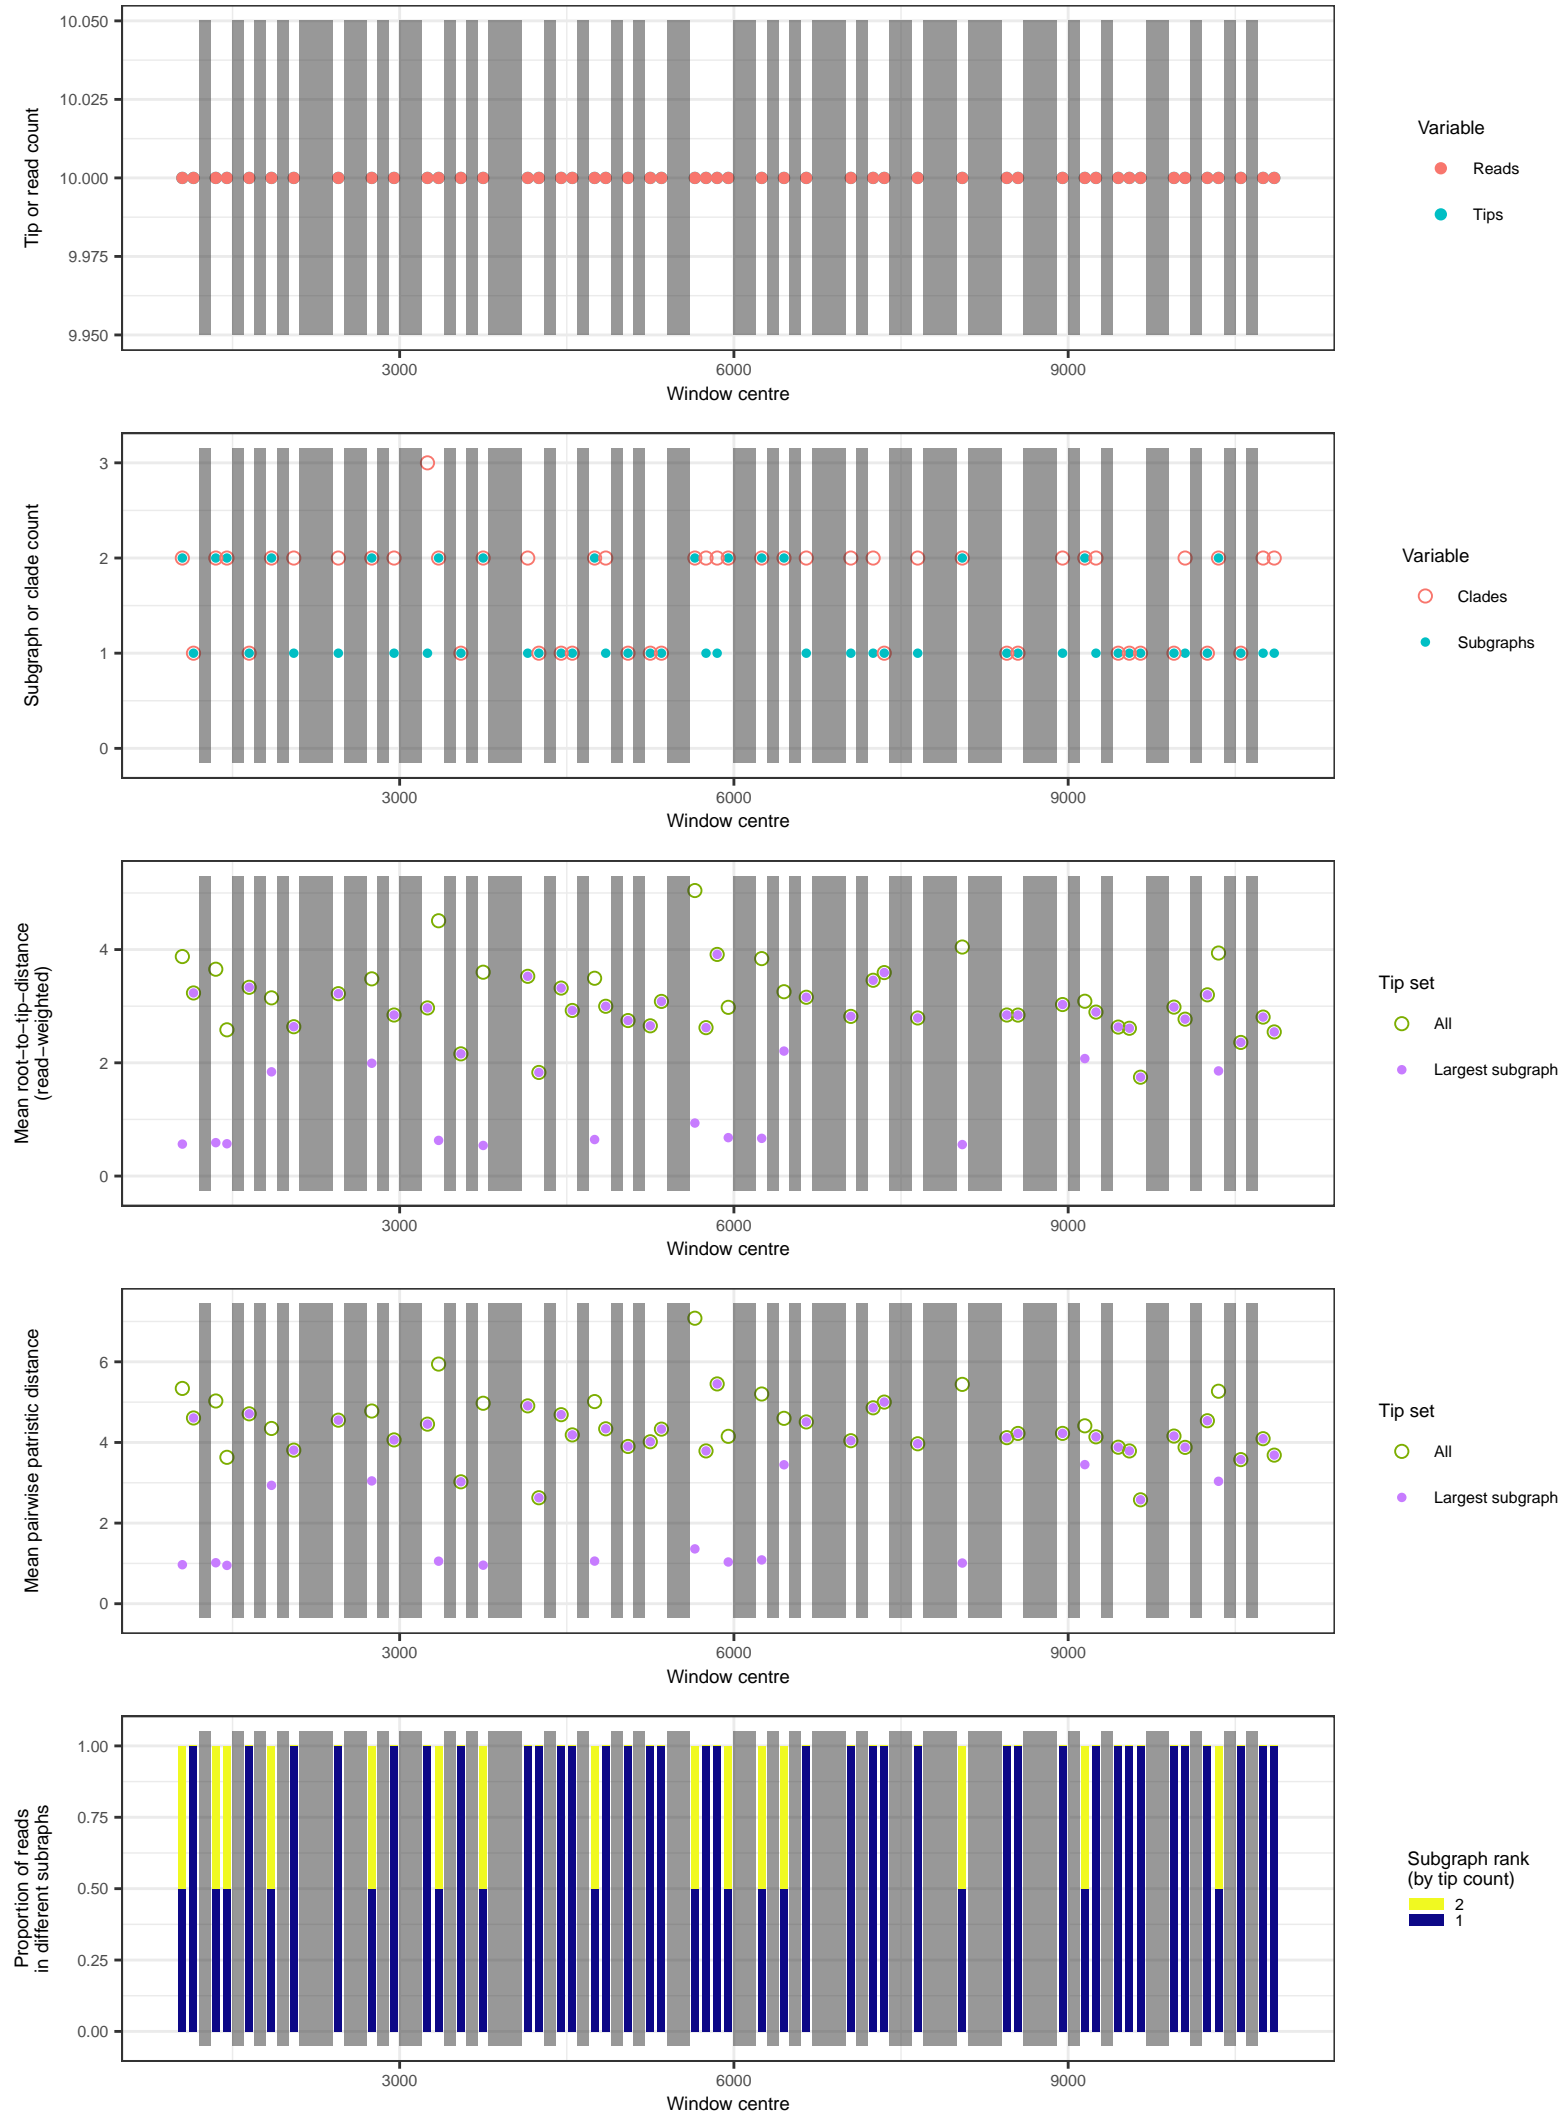 10.050
10.025
10.000
9.975
9.950
Tip or read count
3000
6000
9000
Window centre
Variable
Reads
Tips
3
2
1
0
Subgraph or clade count
3000
6000
9000
Window centre
Variable
Clades
Subgraphs
4
2
0
Mean root−to−tip−distance
(read−weighted)
3000
6000
9000
Window centre
Tip set
All
Largest subgraph
6
4
2
0
Mean pairwise patristic distance
3000
6000
9000
Window centre
Tip set
All
Largest subgraph
1.00
0.75
0.50
0.25
0.00
Proportion of reads
in different subraphs
3000
6000
9000
Window centre
Subgraph rank
(by tip count)
2
1